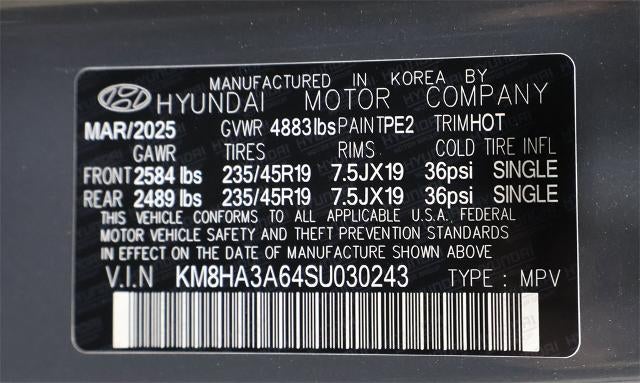 MANUFACTURED IN KOREA BY
HYUNDAI MOTOR COMPANY
MAR/2025 GVWR 4883 lbs PAINT PE2 TRIM HOT
GAWR TIRES RIMS. COLD TIRE INFL
FRONT 2584 lbs 235/45R19 7.5JX19 36psi SINGLE
REAR 2489 lbs 235/45R19 7.5JX19 36psi SINGLE
THIS VEHICLE CONFORMS TO ALL APPLICABLE U.S.A. FEDERAL
MOTOR VEHICLE SAFETY AND THEFT PREVENTION STANDARDS
IN EFFECT ON THE DATE OF MANUFACTURE SHOWN ABOVE
V.I.N KM8HA3A64SU030243 TYPE : MPV